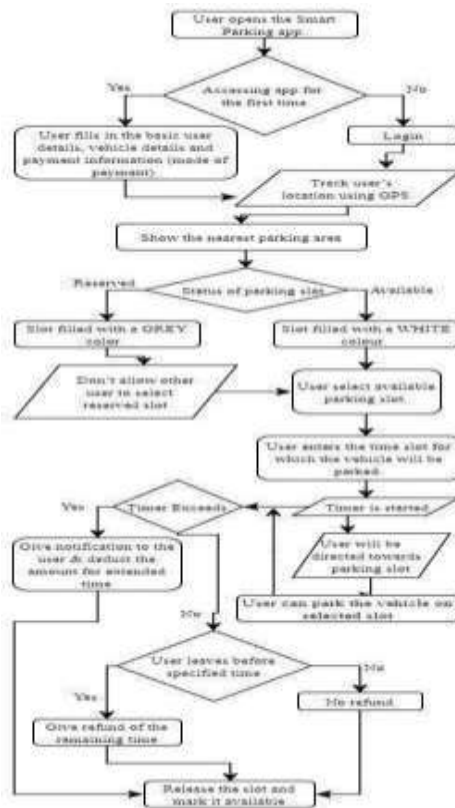 User opens the Smart
Parking app
Accessing app for
the first time
Yes
No
User fills in the basic user
details, vehicle details and
payment information (mode of
payment)
Login
Track user's
location using GPS
Show the nearest parking area
Status of parking slot
Reserved
Available
Slot filled with a GREY
color
Slot filled with a WHITE
colour
Don't allow other
user to select
reserved slot
User select available
parking slot
User enters the time slot for
which the vehicle will be
parked
Timer is started
Timer Exceeds
Yes
No
User will be
directed towards
parking slot
Give notification to the
user & deduct the
amount for extended
time
User can park the vehicle on
selected slot
User leaves before
specified time
Yes
No
Give refund of the
remaining time
No refund
Release the slot and
mark it available